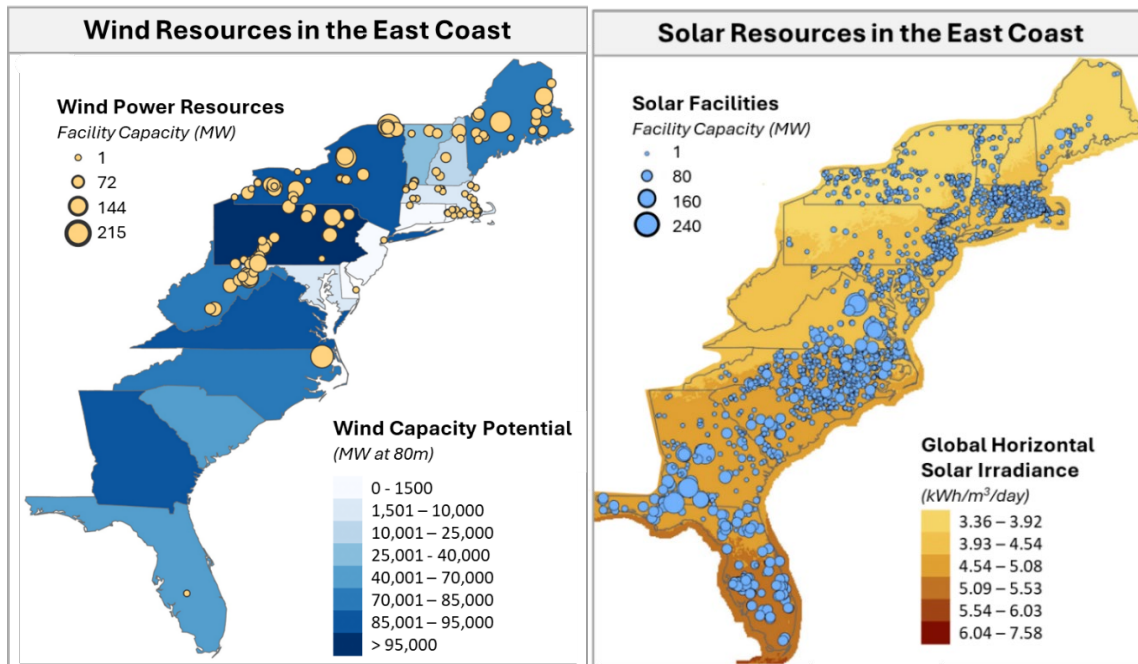 Wind Resources in the East Coast
Wind Power Resources
Facility Capacity (MW)
1
72
144
215
Wind Capacity Potential
(MW at 80m)
0 - 1500
1,501 – 10,000
10,001 – 25,000
25,001 - 40,000
40,001 – 70,000
70,001 – 85,000
85,001 – 95,000
> 95,000
Solar Resources in the East Coast
Solar Facilities
Facility Capacity (MW)
1
80
160
240
Global Horizontal
Solar Irradiance
(kWh/m³/day)
3.36 – 3.92
3.93 – 4.54
4.54 – 5.08
5.09 – 5.53
5.54 – 6.03
6.04 – 7.58